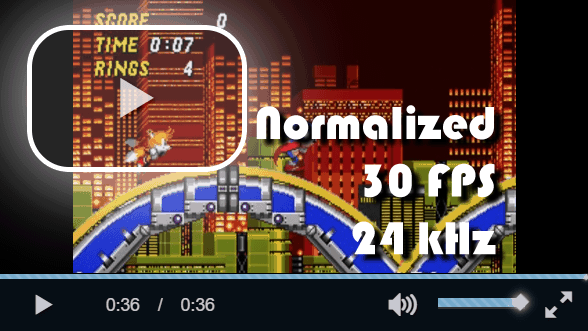 SCORE 0
TIME 0:07
RINGS 4
Normalized
30 FPS
24 kHz
0:36 / 0:36